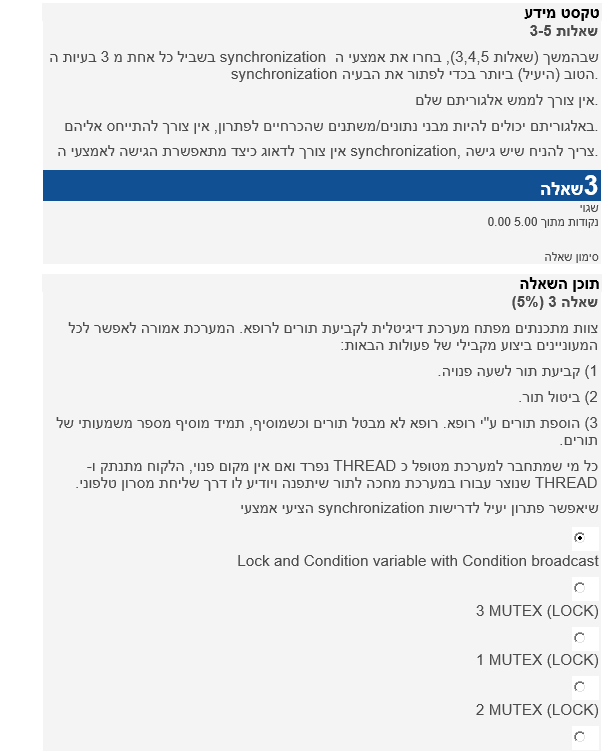 טקסט מידע
שאלות 3-5
שבהמשך (שאלות 3,4,5), בחרו את אמצעי ה synchronization בשביל כל אחת מ 3 בעיות ה
.הטוב (היעיל) ביותר בכדי לפתור את הבעיה synchronization
.אין צורך לממש אלגוריתם שלם
.באלגוריתם יכולים להיות מבני נתונים/משתנים שהכרחיים לפתרון, אין צורך להתייחס אליהם
.צריך להניח שיש גישה ,synchronization אין צורך לדאוג כיצד מתאפשרת הגישה לאמצעי ה
שאלה 3
שגוי
נקודות מתוך 5.00 0.00
סימון שאלה
תוכן השאלה
שאלה 3 (5%)
צוות מתכנתים מפתח מערכת דיגיטלית לקביעת תורים לרופא. המערכת אמורה לאפשר לכל
המעוניינים ביצוע מקבילי של פעולות הבאות:
1) קביעת תור לשעה פנויה.
2) ביטול תור.
3) הוספת תורים ע"י רופא. רופא לא מבטל תורים וכשמוסיף, תמיד מוסיף מספר משמעותי של
תורים.
כל מי שמתחבר למערכת מטופל כ THREAD נפרד ואם אין מקום פנוי, הלקוח מתנתק ו-
THREAD שנוצר עבורו במערכת מחכה לתור שיתפנה ויודיע לו דרך שליחת מסרון טלפוני.
שיאפשר פתרון יעיל לדרישות synchronization הציעי אמצעי
Lock and Condition variable with Condition broadcast
3 MUTEX (LOCK)
1 MUTEX (LOCK)
2 MUTEX (LOCK)